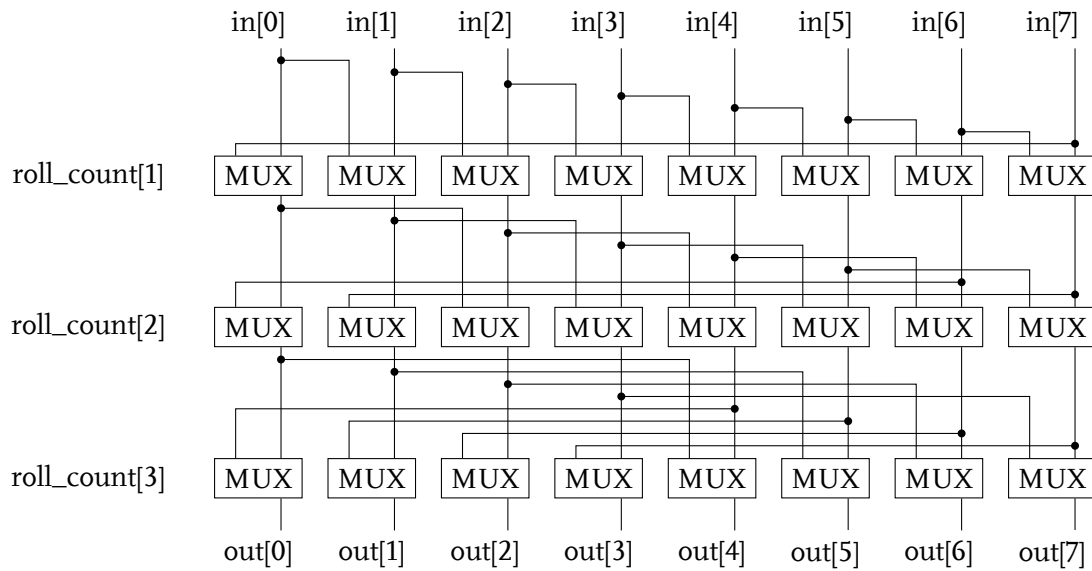 in[0] in[1] in[2] in[3] in[4] in[5] in[6] in[7]
roll_count[1] MUX MUX MUX MUX MUX MUX MUX MUX
roll_count[2] MUX MUX MUX MUX MUX MUX MUX MUX
roll_count[3] MUX MUX MUX MUX MUX MUX MUX MUX
out[0] out[1] out[2] out[3] out[4] out[5] out[6] out[7]